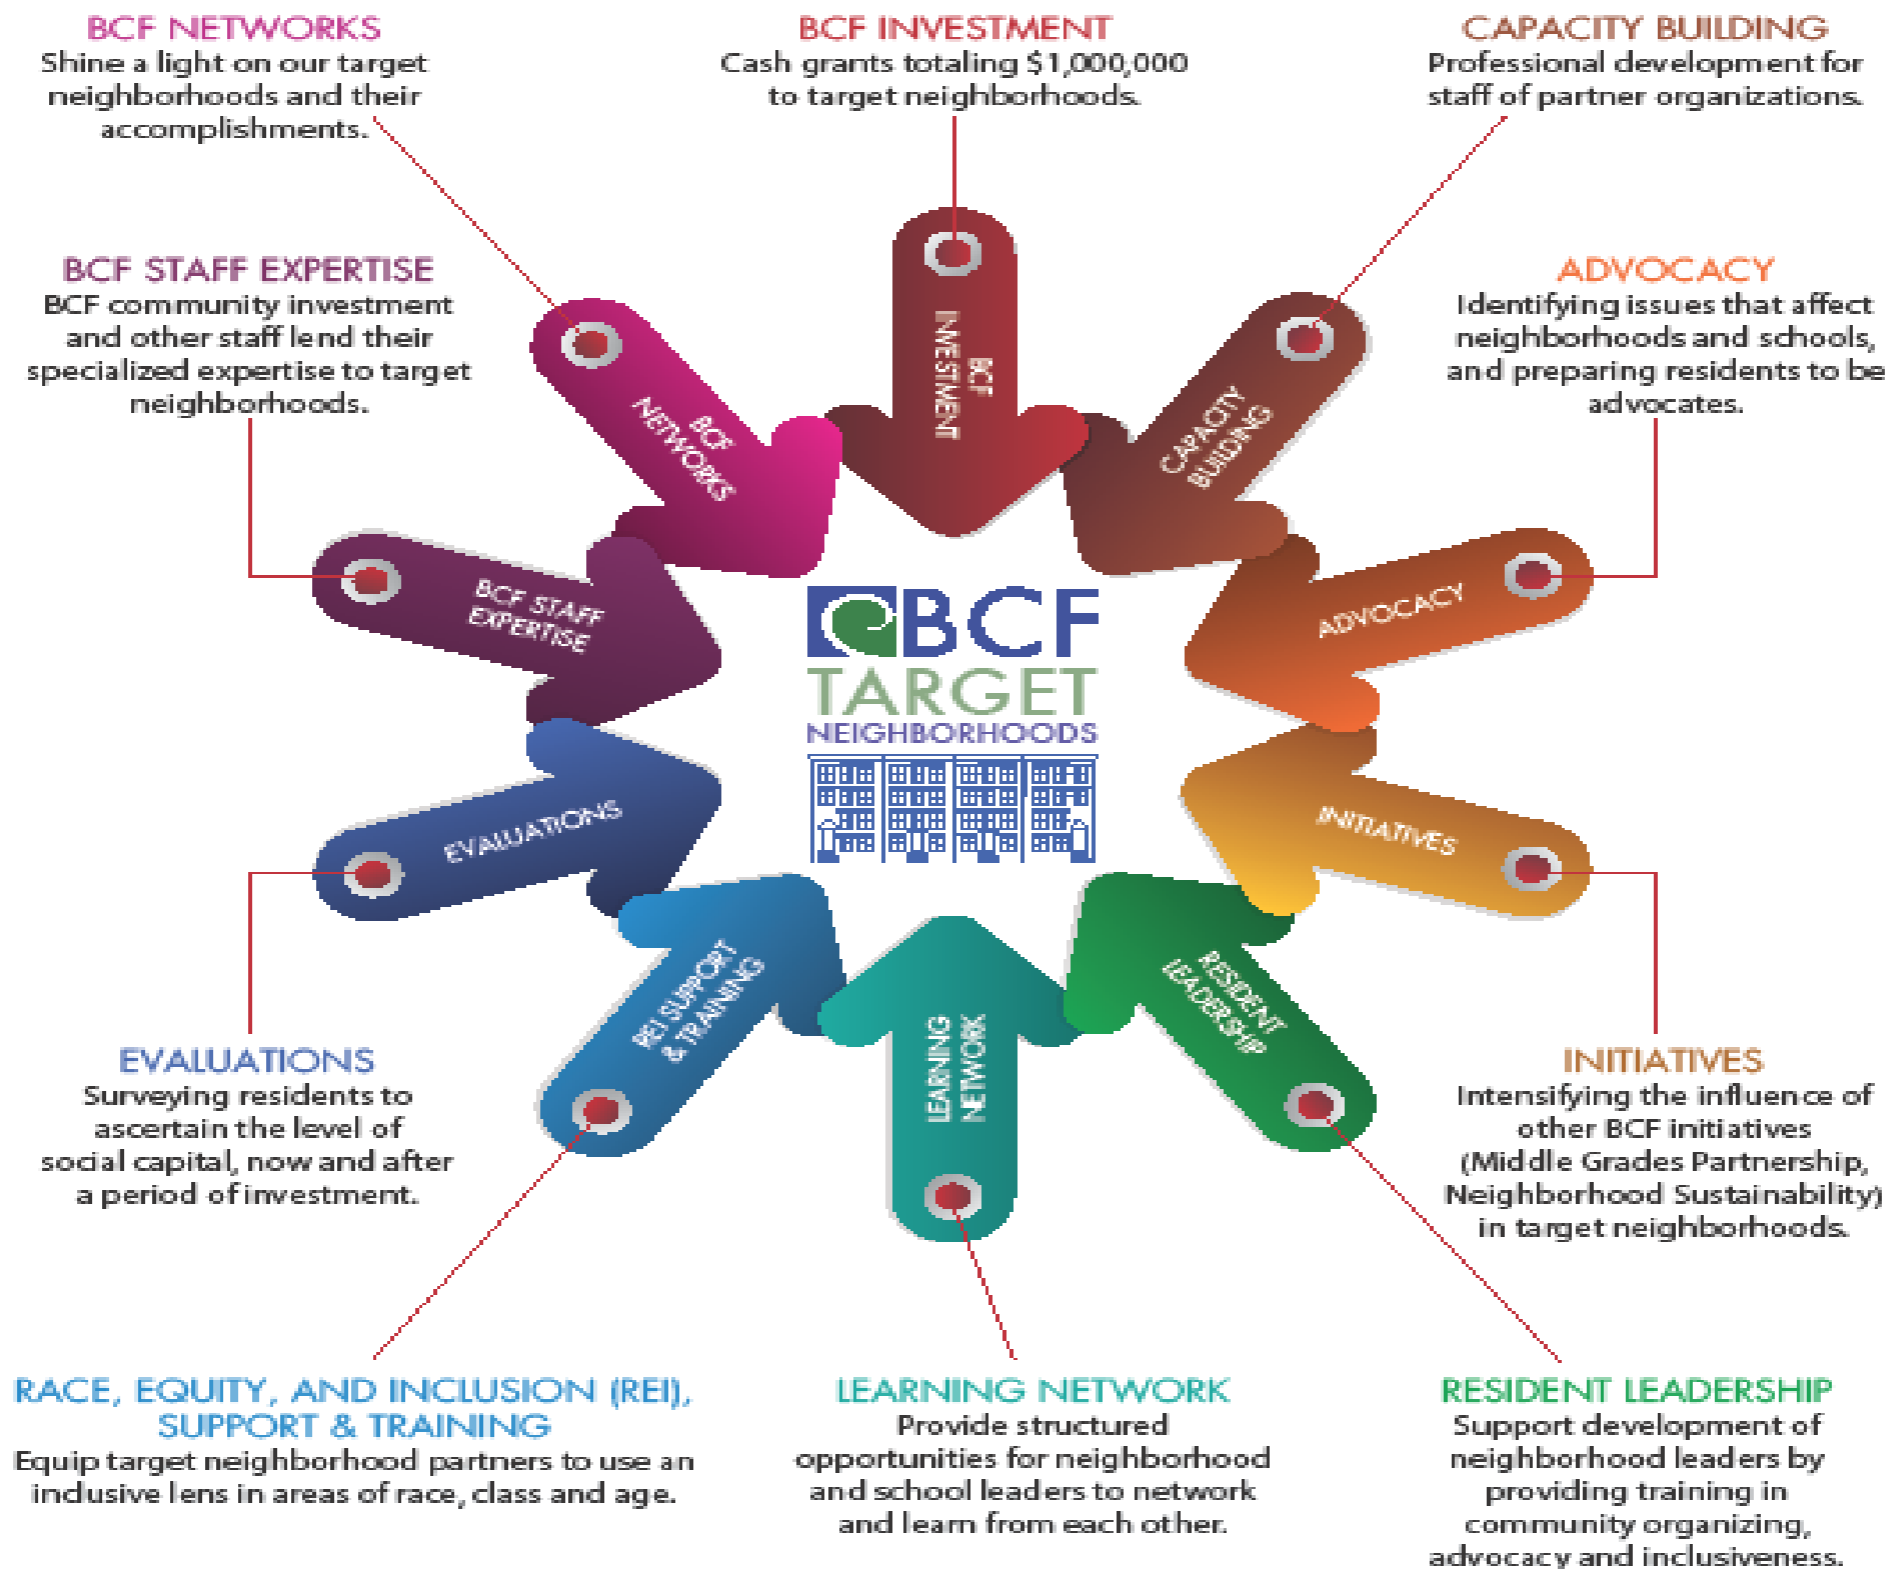 BCF NETWORKS
Shine a light on our target
neighborhoods and their
accomplishments.
BCF INVESTMENT
Cash grants totaling $1,000,000
to target neighborhoods.
CAPACITY BUILDING
Professional development for
staff of partner organizations.
BCF STAFF EXPERTISE
BCF community investment
and other staff lend their
specialized expertise to target
neighborhoods.
ADVOCACY
Identifying issues that affect
neighborhoods and schools,
and preparing residents to be
advocates.
BCF
INVESTMENT
BCF
NETWORKS
CAPACITY
BUILDING
BCF STAFF
EXPERTISE
ADVOCACY
BCF
TARGET
NEIGHBORHOODS
EVALUATIONS
INITIATIVES
REI SUPPORT
& TRAINING
LEARNING
NETWORK
RESIDENT
LEADERSHIP
EVALUATIONS
Surveying residents to
ascertain the level of
social capital, now and after
a period of investment.
INITIATIVES
Intensifying the influence of
other BCF initiatives
(Middle Grades Partnership,
Neighborhood Sustainability)
in target neighborhoods.
RACE, EQUITY, AND INCLUSION (REI),
SUPPORT & TRAINING
Equip target neighborhood partners to use an
inclusive lens in areas of race, class and age.
LEARNING NETWORK
Provide structured
opportunities for neighborhood
and school leaders to network
and learn from each other.
RESIDENT LEADERSHIP
Support development of
neighborhood leaders by
providing training in
community organizing,
advocacy and inclusiveness.